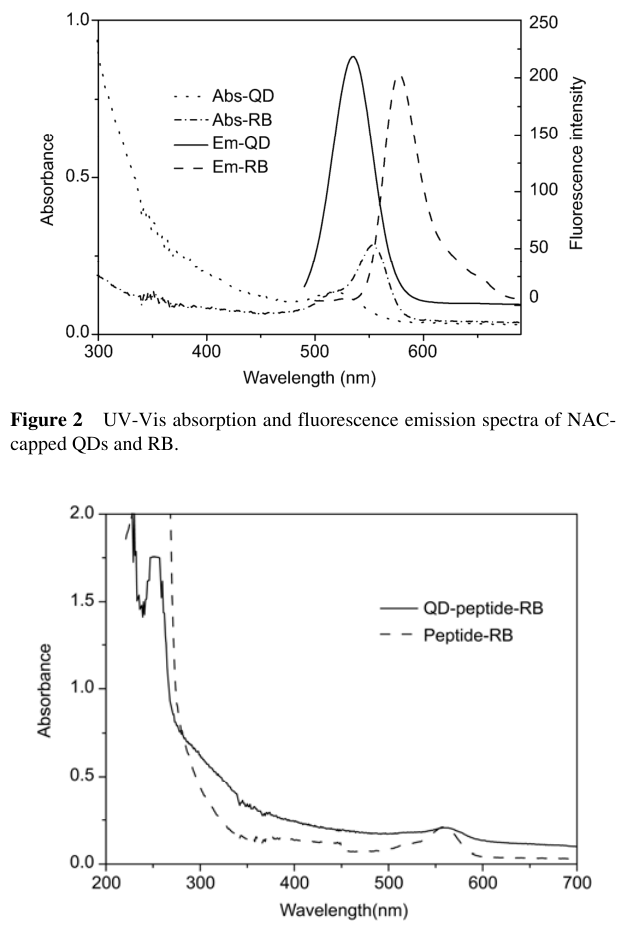 1.0
0.5
0.0
Absorbance
250
200
150
100
50
0
Fluorescence intensity
Abs-QD
Abs-RB
Em-QD
Em-RB
300
400
500
600
Wavelength (nm)
Figure 2 UV-Vis absorption and fluorescence emission spectra of NAC-
capped QDs and RB.
2.0
1.5
1.0
0.5
0.0
Absorbance
QD-peptide-RB
Peptide-RB
200
300
400
500
600
700
Wavelength(nm)